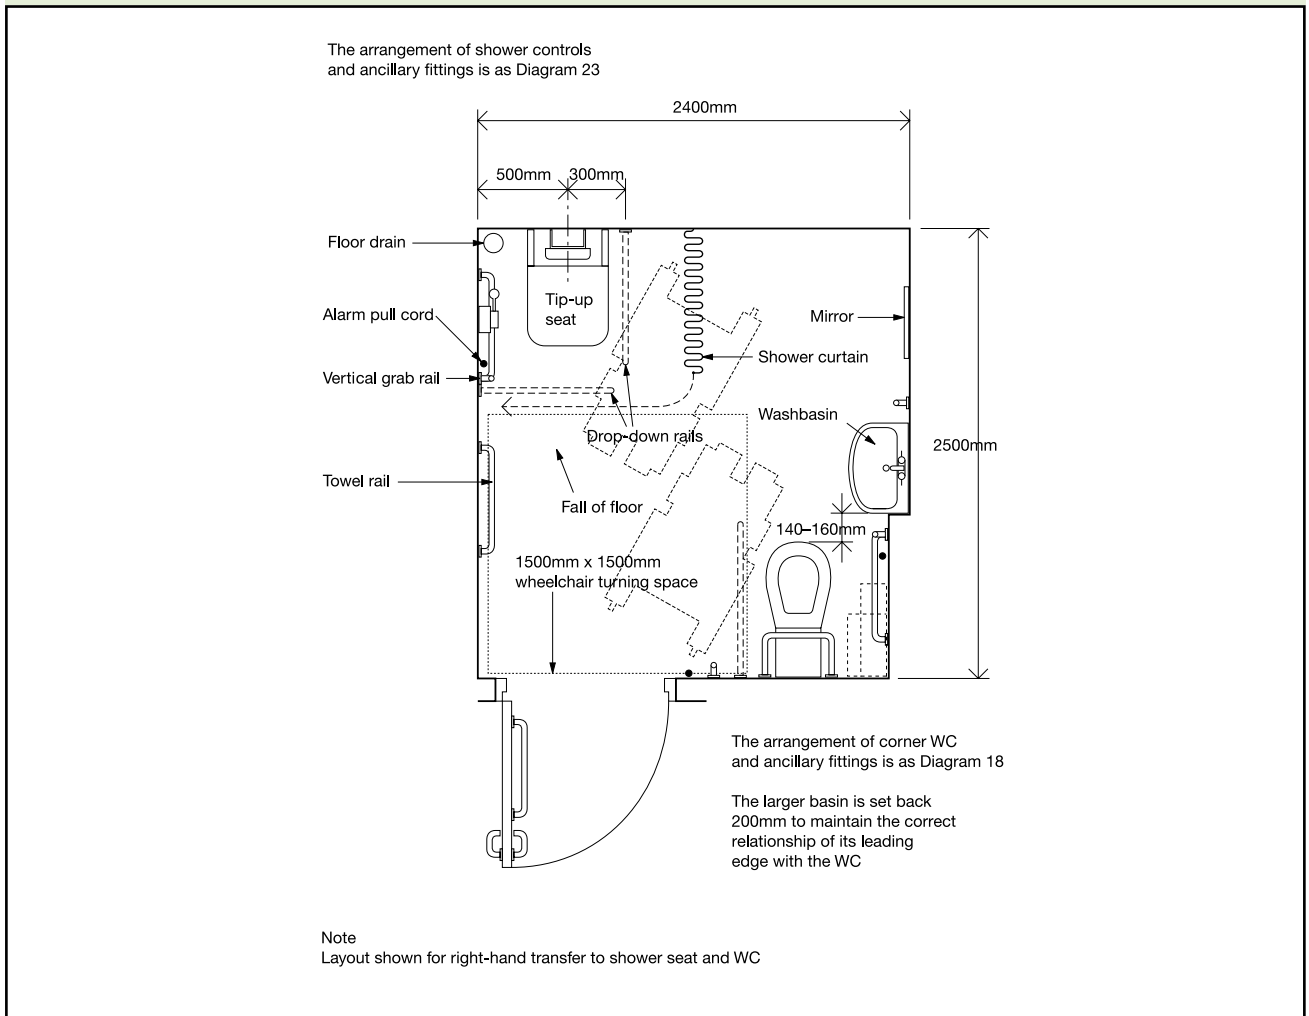 The arrangement of shower controls
and ancillary fittings is as Diagram 23
2400mm
500mm
300mm
Floor drain
Tip-up
seat
Alarm pull cord
Mirror
Shower curtain
Vertical grab rail
Washbasin
Drop-down rails
2500mm
Towel rail
Fall of floor
140–160mm
1500mm x 1500mm
wheelchair turning space
The arrangement of corner WC
and ancillary fittings is as Diagram 18
The larger basin is set back
200mm to maintain the correct
relationship of its leading
edge with the WC
Note
Layout shown for right-hand transfer to shower seat and WC